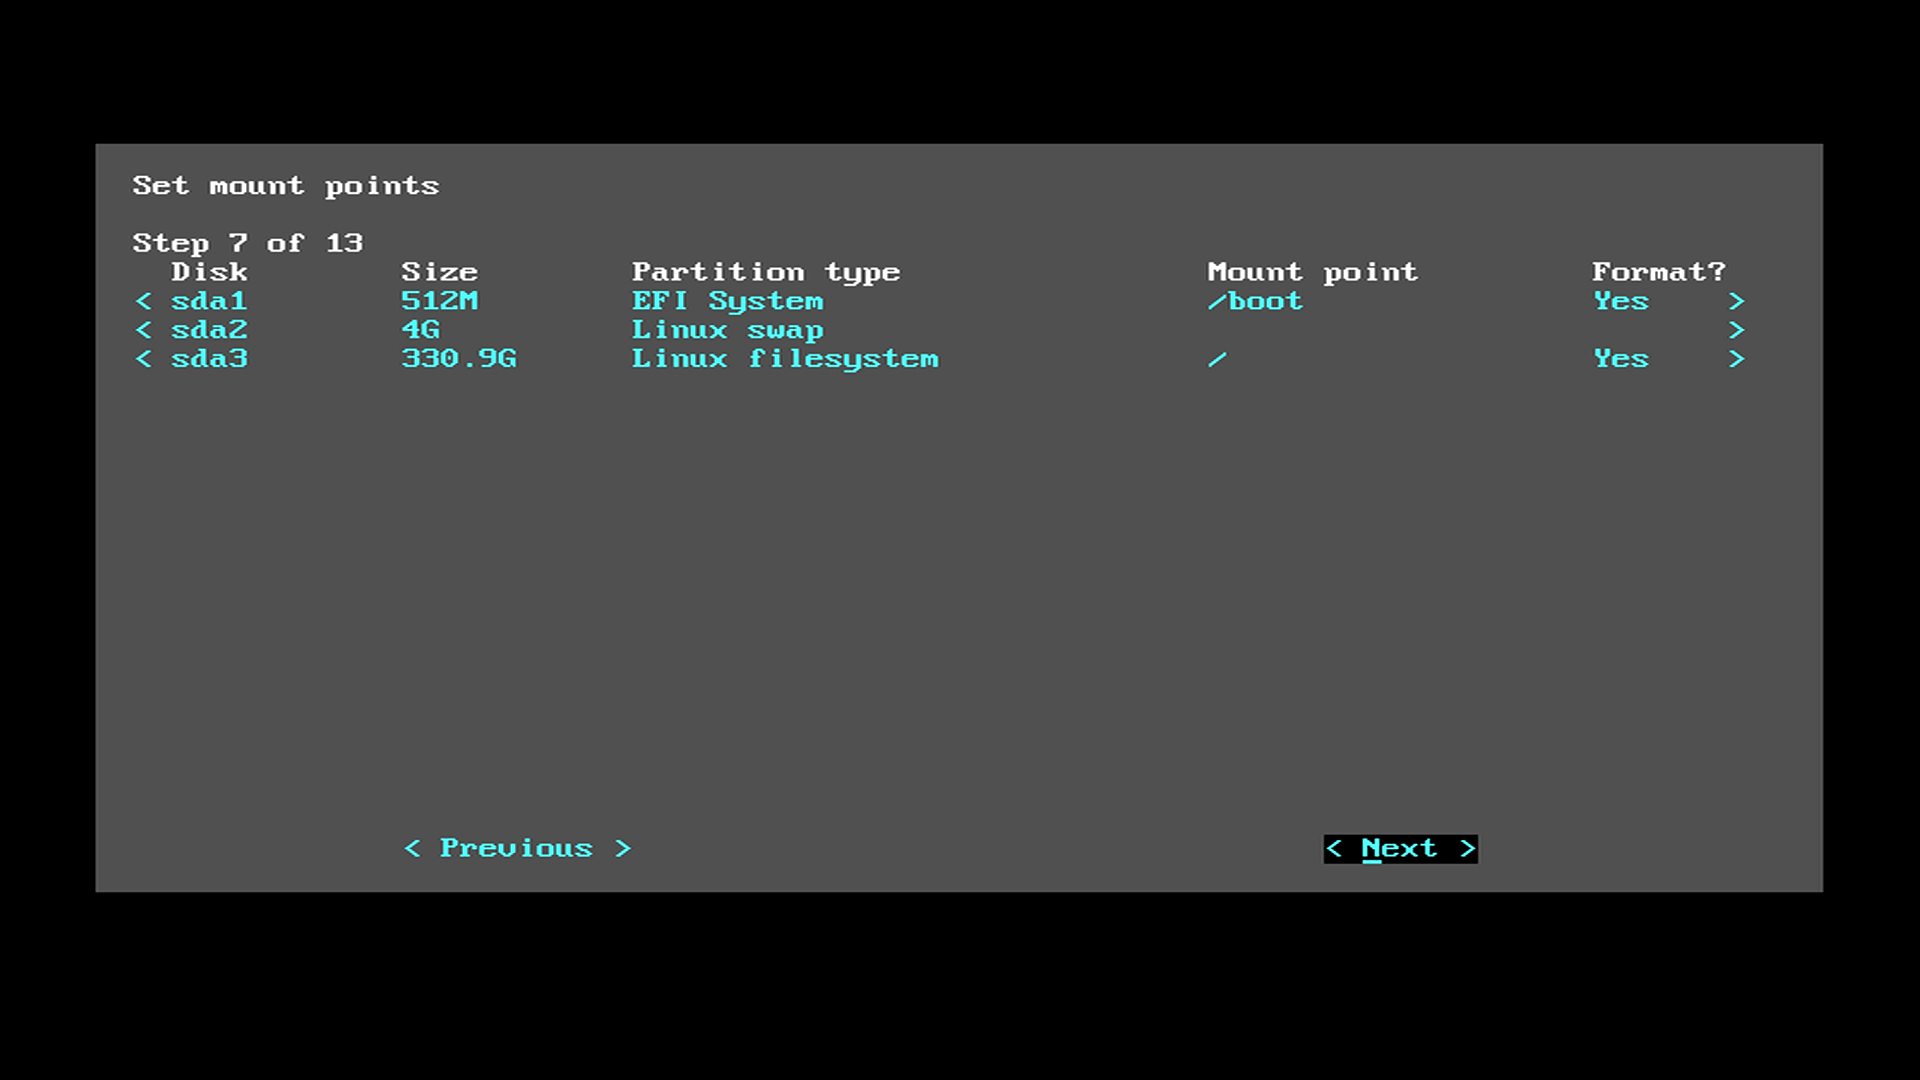 Set mount points
Step 7 of 13
Disk Size Partition type Mount point Format?
< sda1 512M EFI System /boot Yes >
< sda2 4G Linux swap >
< sda3 330.9G Linux filesystem / Yes >
< Previous > < Next >